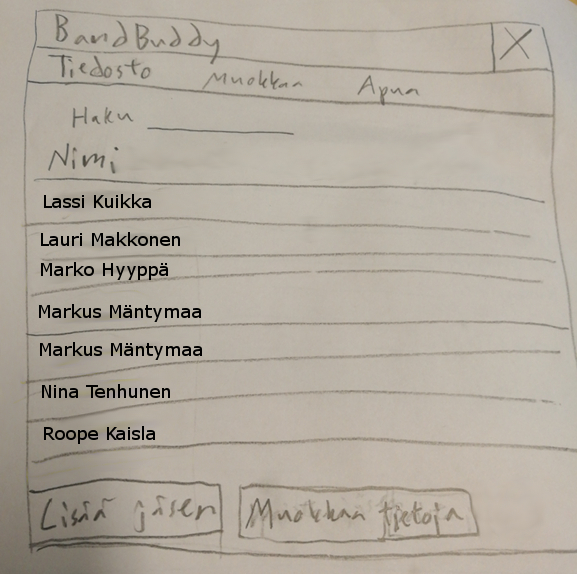 BandBuddy X
Tiedosto Muokkaa Apua
Haku
Nimi
Lassi Kuikka
Lauri Makkonen
Marko Hyyppä
Markus Mäntymaa
Markus Mäntymaa
Nina Tenhunen
Roope Kaisla
Lisää jäsen Muokkaa tietoja